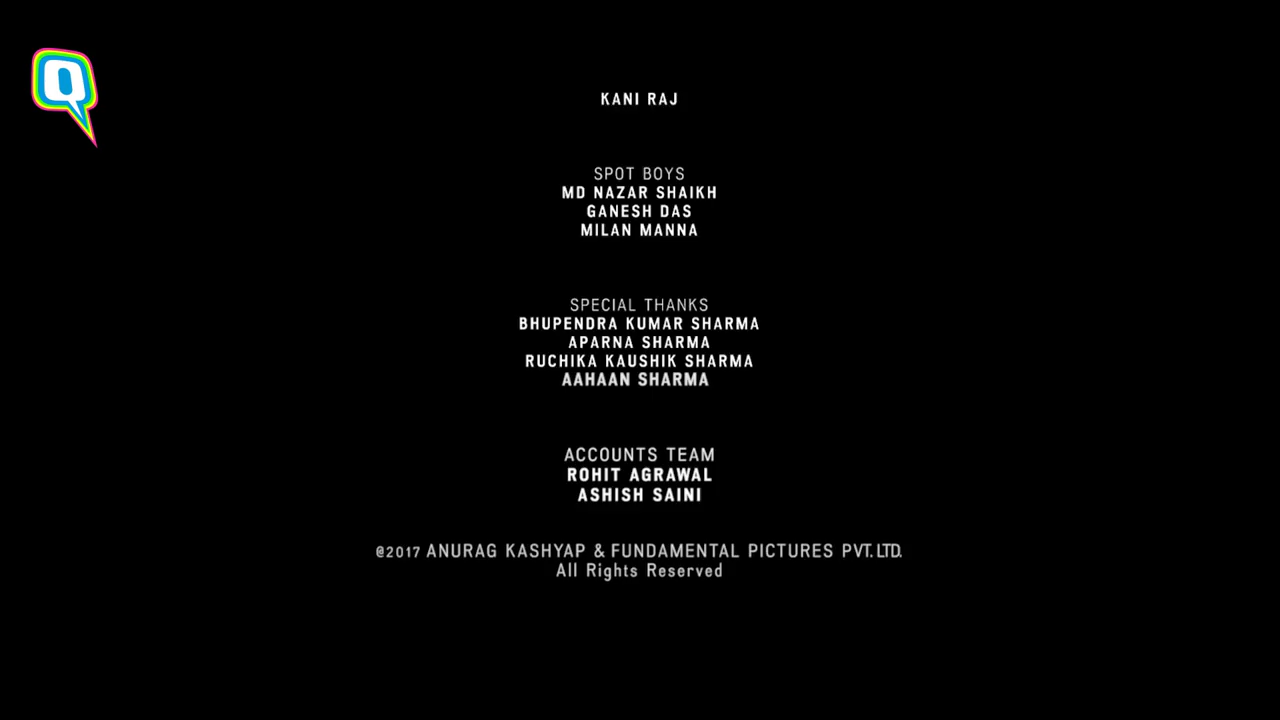 Q
KANI RAJ
SPOT BOYS
MD NAZAR SHAIKH
GANESH DAS
MILAN MANNA
SPECIAL THANKS
BHUPENDRA KUMAR SHARMA
APARNA SHARMA
RUCHIKA KAUSHIK SHARMA
AAHAAN SHARMA
ACCOUNTS TEAM
ROHIT AGRAWAL
ASHISH SAINI
@2017 ANURAG KASHYAP & FUNDAMENTAL PICTURES PVT. LTD.
All Rights Reserved